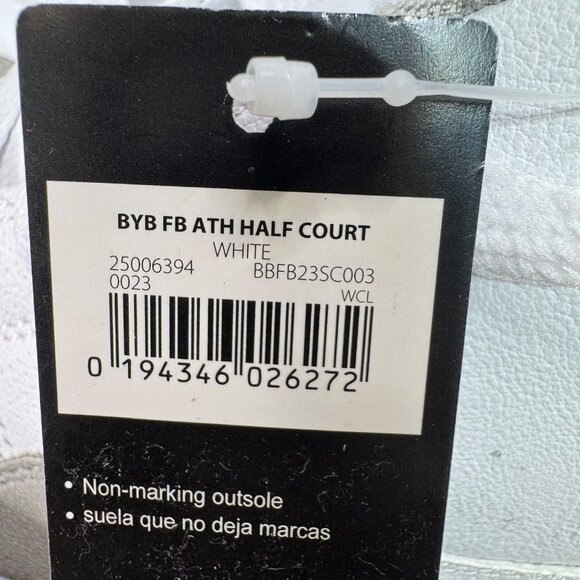 BYB FB ATH HALF COURT
WHITE
25006394 BBFB23SC003
0023 WCL
0 194346 026272
• Non-marking outsole
• suela que no deja marcas